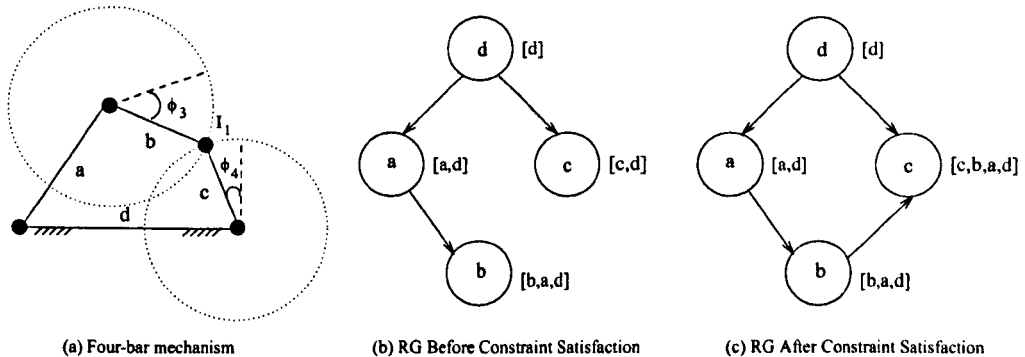 ϕ3
I1
b
a
ϕ4
c
d
d [d]
a [a,d]
c [c,d]
b [b,a,d]
d [d]
a [a,d]
c [c,b,a,d]
b [b,a,d]
(a) Four-bar mechanism
(b) RG Before Constraint Satisfaction
(c) RG After Constraint Satisfaction